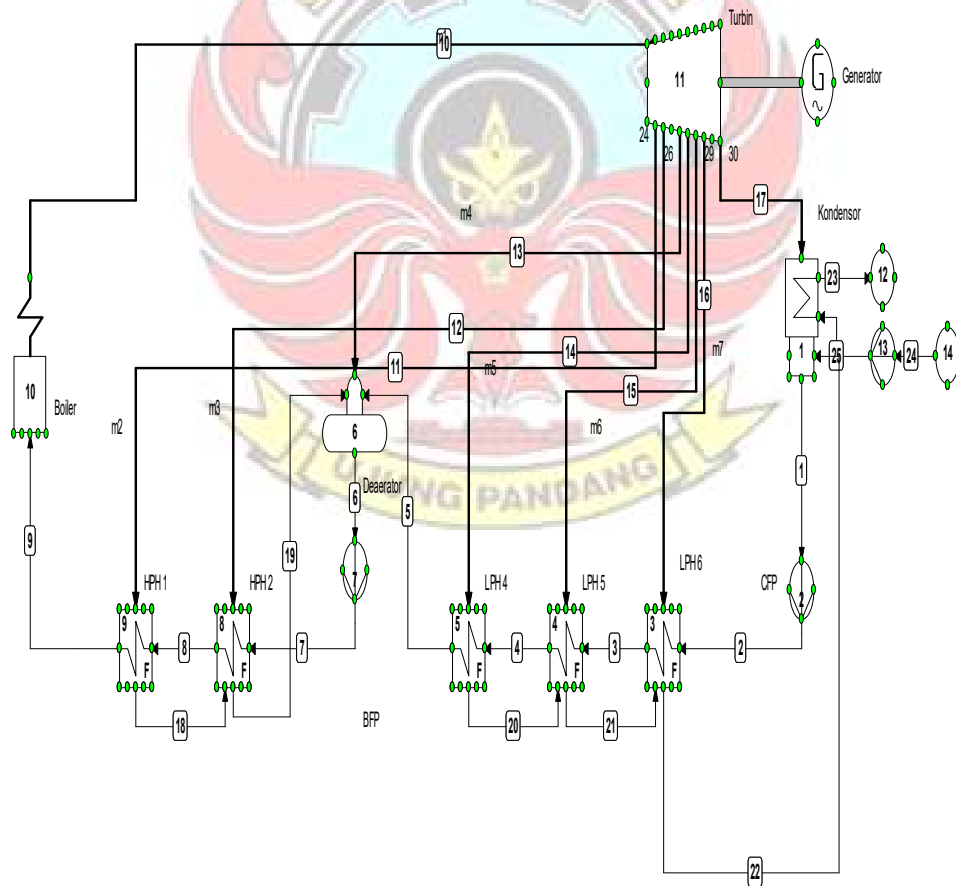 Turbin
10
11
Generator
24
26
29
30
17
Kondensor
m4
13
16
23
12
12
14
25
13
24
14
1
m7
11
m5
10
Boiler
15
m2
m3
6
m6
UJUNG PANDANG
1
6
Deaerator
5
9
19
7
HPH 1
HPH 2
LPH 4
LPH 5
LPH 6
CFP
2
9
8
5
4
3
8
7
4
3
2
F
F
F
F
F
18
BFP
20
21
22